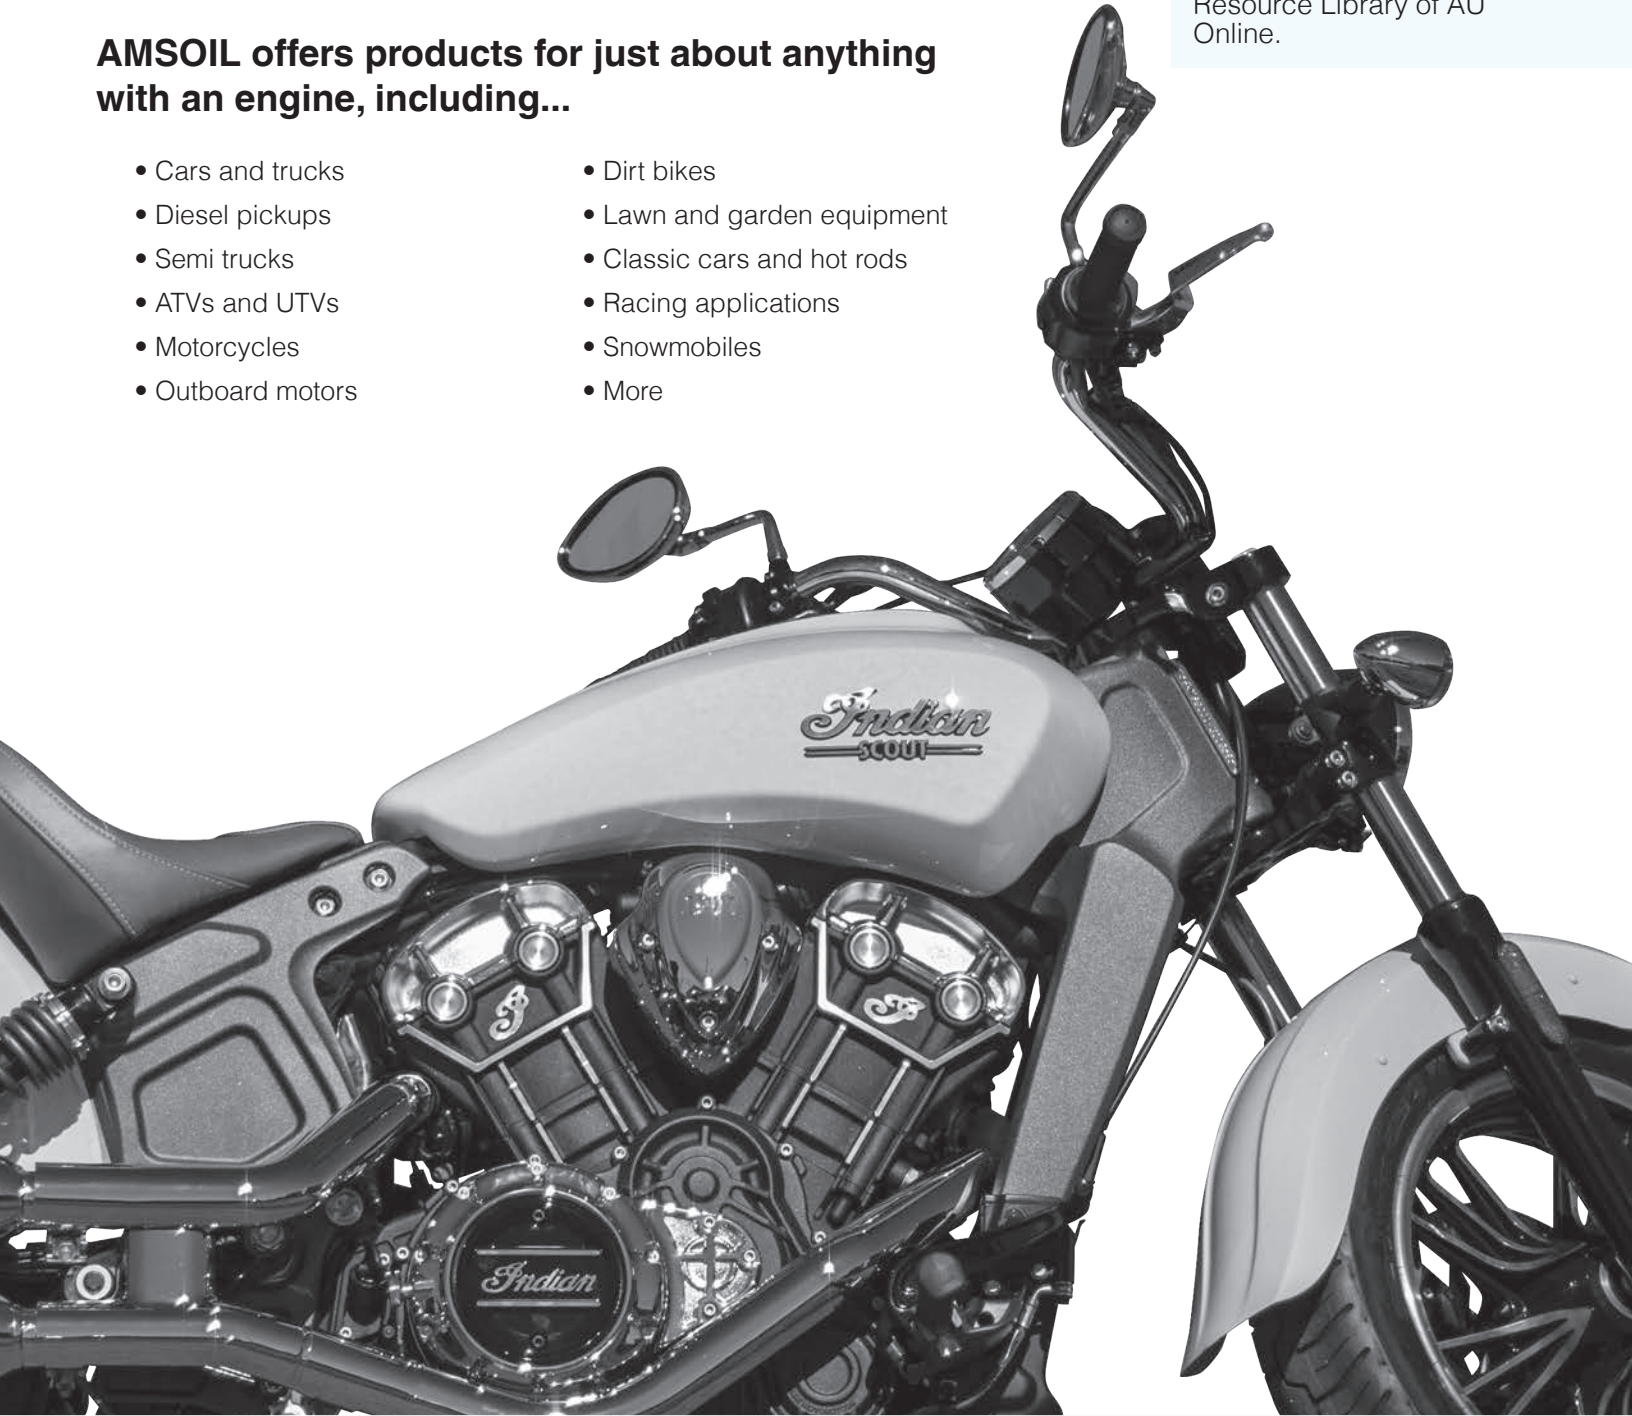 Resource Library of AU
Online.
AMSOIL offers products for just about anything
with an engine, including...
• Cars and trucks
• Diesel pickups
• Semi trucks
• ATVs and UTVs
• Motorcycles
• Outboard motors
• Dirt bikes
• Lawn and garden equipment
• Classic cars and hot rods
• Racing applications
• Snowmobiles
• More
Indian
SCOUT
Indian